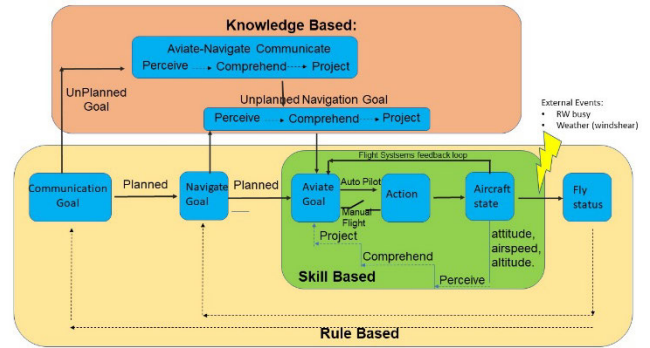 Knowledge Based:
Aviate-Navigate Communicate
Perceive Comprehend Project
UnPlanned
Goal
Unplanned Navigation Goal
Perceive Comprehend Project
External Events:
• RW busy
• Weather (windshear)
Flight Systsems feedback loop
Communication
Goal
Planned
Navigate
Goal
Planned
Aviate
Goal
Auto Pilot
Manual
Flight
Action
Aircraft
state
Fly
status
attitude,
airspeed,
altitude.
Project
Comprehend
Perceive
Skill Based
Rule Based